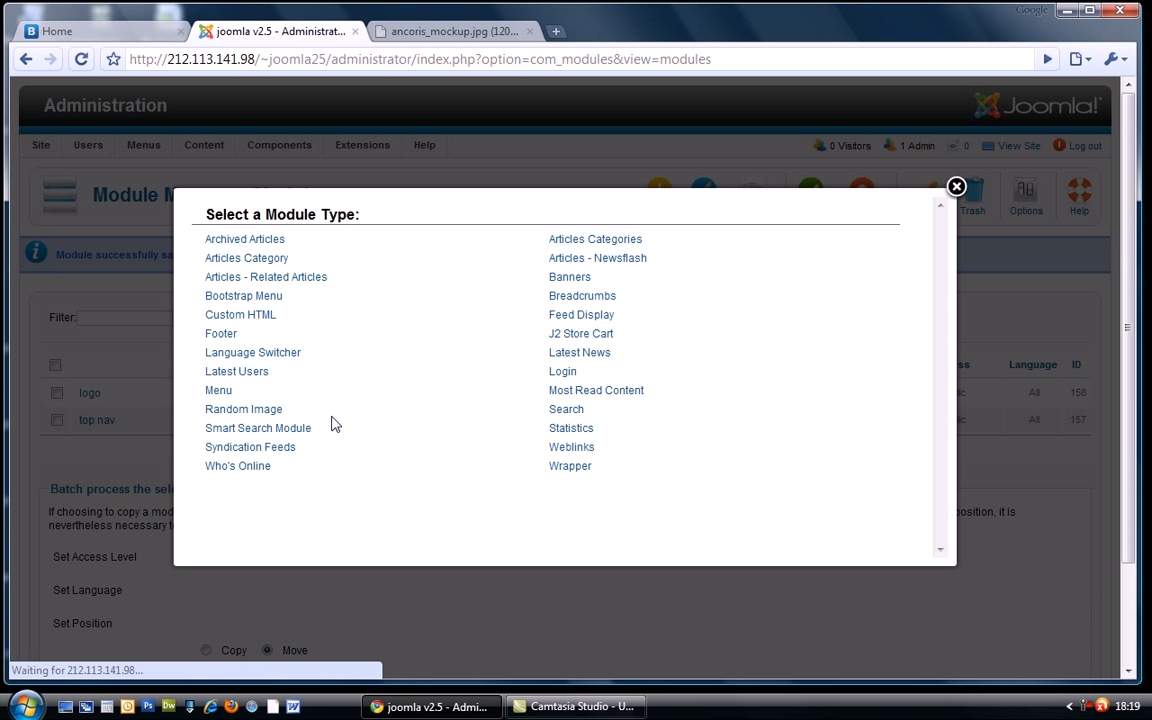 Google
Home
joomla v2.5 - Administrat...
ancoris_mockup.jpg (120...
http://212.113.141.98/~joomla25/administrator/index.php?option=com_modules&view=modules
Administration
Joomla!
Site Users Menus Content Components Extensions Help
0 Visitors 1 Admin 0 View Site Log out
Module M
Trash Options Help
Module successfully sa
Select a Module Type:
Archived Articles Articles Categories
Articles Category Articles - Newsflash
Articles - Related Articles Banners
Bootstrap Menu Breadcrumbs
Custom HTML Feed Display
Footer J2 Store Cart
Language Switcher Latest News
Latest Users Login
Menu Most Read Content
Random Image Search
Smart Search Module Statistics
Syndication Feeds Weblinks
Who's Online Wrapper
Filter:
ss Language ID
logo ic All 158
top nav ic All 157
Batch process the sele
If choosing to copy a mod position, it is
nevertheless necessary t
Set Access Level
Set Language
Set Position
Copy Move
Waiting for 212.113.141.98...
joomla v2.5 - Admi...
Camtasia Studio - U...
18:19